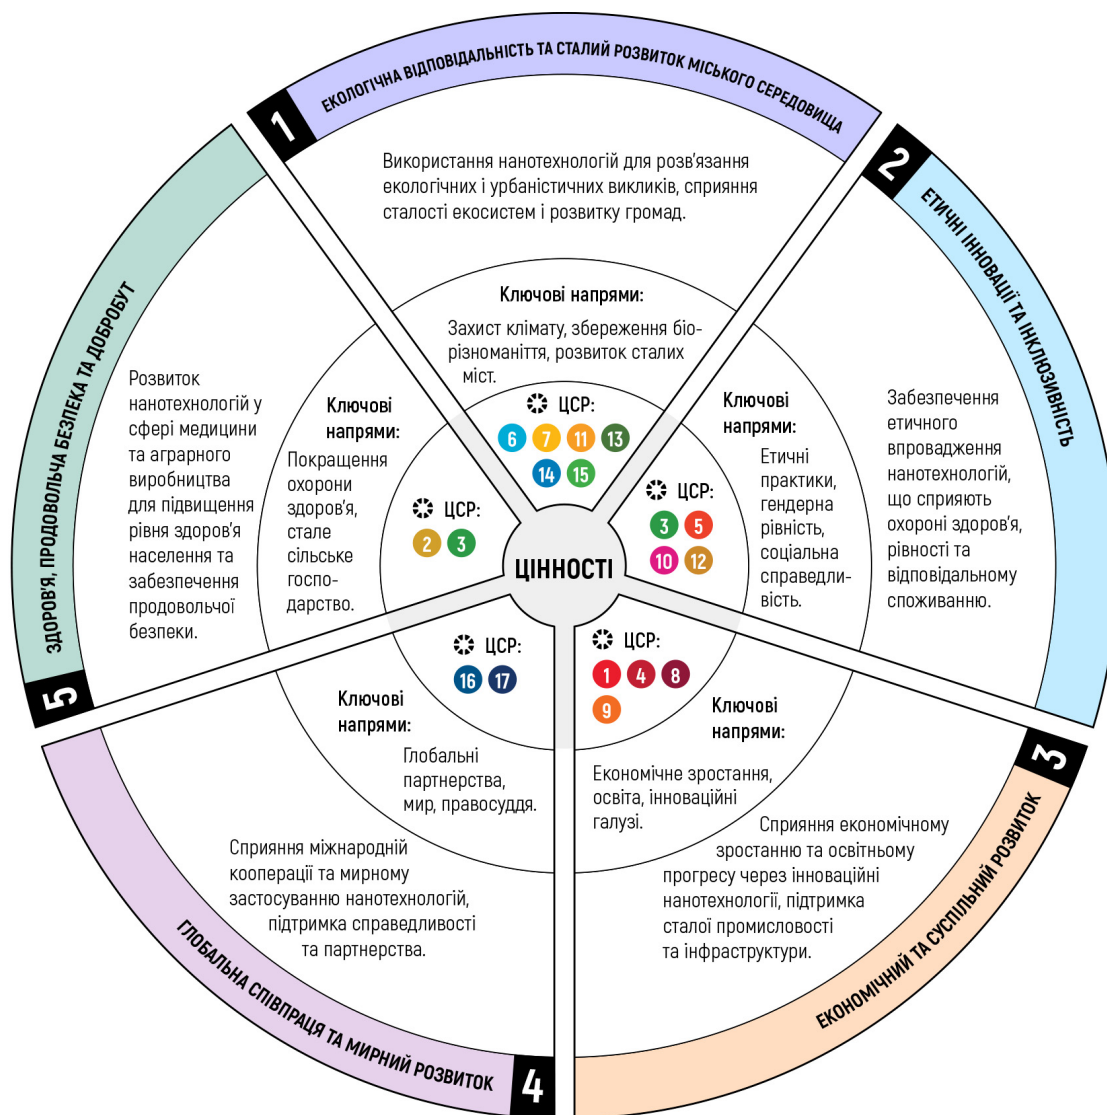 1
ЕКОЛОГІЧНА ВІДПОВІДАЛЬНІСТЬ ТА СТАЛИЙ РОЗВИТОК МІСЬКОГО СЕРЕДОВИЩА
Використання нанотехнологій для розв'язання
екологічних і урбаністичних викликів, сприяння
сталості екосистем і розвитку громад.
Ключові напрями:
Захист клімату, збереження біо-
різноманіття, розвиток сталих
міст.
ЦСР:
6 7 11 13
14 15
2
ЕТИЧНІ ІННОВАЦІЇ ТА ІНКЛЮЗИВНІСТЬ
Забезпечення
етичного
впровадження
нанотехнологій,
що сприяють
охороні здоров'я,
рівності та
відповідальному
споживанню.
Ключові
напрями:
Етичні
практики,
гендерна
рівність,
соціальна
справедли-
вість.
ЦСР:
3 5
10 12
3
ЕКОНОМІЧНИЙ ТА СУСПІЛЬНИЙ РОЗВИТОК
Сприяння економічному
зростанню та освітньому
прогресу через інноваційні
нанотехнології, підтримка
сталої промисловості
та інфраструктури.
Ключові
напрями:
Економічне зростання,
освіта, інноваційні
галузі.
ЦСР:
1 4 8
9
4
ГЛОБАЛЬНА СПІВПРАЦЯ ТА МИРНИЙ РОЗВИТОК
Сприяння міжнародній
кооперації та мирному
застосуванню нанотехнологій,
підтримка справедливості
та партнерства.
Ключові
напрями:
Глобальні
партнерства,
мир, правосуддя.
ЦСР:
16 17
5
ЗДОРОВ'Я, ПРОДОВОЛЬЧА БЕЗПЕКА ТА ДОБРОБУТ
Розвиток
нанотехнологій у
сфері медицини
та аграрного
виробництва
для підвищення
рівня здоров'я
населення та
забезпечення
продовольчої
безпеки.
Ключові
напрями:
Покращення
охорони
здоров'я,
стале
сільське
госпо-
дарство.
ЦСР:
2 3
ЦІННОСТІ